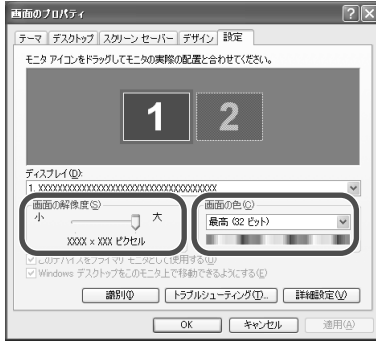 画面のプロパティ
テーマ デスクトップ スクリーン セーバー デザイン 設定
モニタ アイコンをドラッグしてモニタの実際の配置と合わせてください。
1 2
ディスプレイ(D):
1. XXXXXXXXXXXXXXXXXXXXXXXXXXXXXXXXXXX
画面の解像度(S) 画面の色(C)
小 大 最高 (32 ビット)
XXXX × XXX ピクセル
このデバイスをプライマリ モニタとして使用する(U)
Windows デスクトップをこのモニタ上で移動できるようにする(E)
識別(I) トラブルシューティング(T)... 詳細設定(V)
OK キャンセル 適用(A)